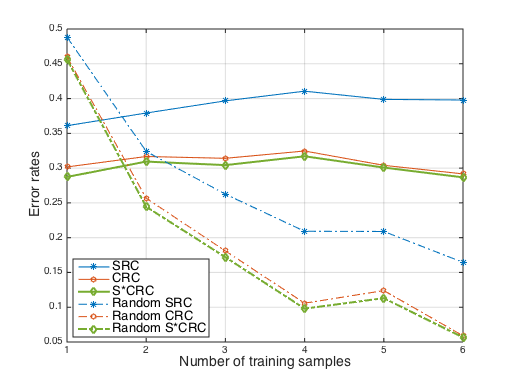 0.5
0.45
0.4
0.35
0.3
0.25
0.2
0.15
0.1
0.05
Error rates
SRC
CRC
S*CRC
Random SRC
Random CRC
Random S*CRC
1 2 3 4 5 6
Number of training samples